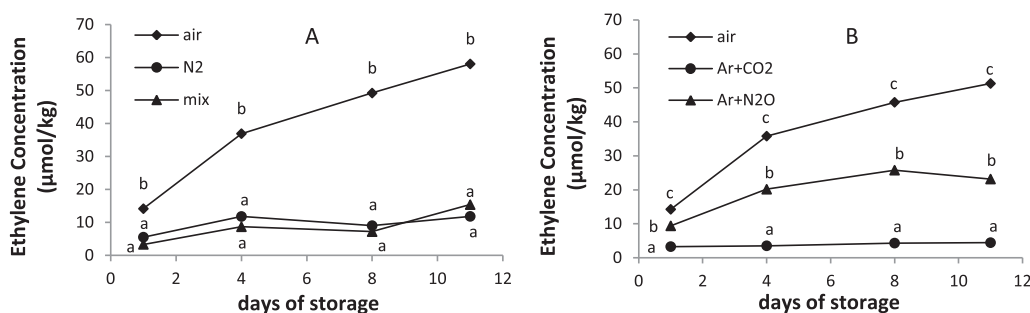 A
air
N2
mix
Ethylene Concentration
(µmol/kg)
70
60
50
40
30
20
10
0
b
b
b
b
a
a
a
a
a
a
a
a
0 2 4 6 8 10 12
days of storage
B
air
Ar+CO2
Ar+N2O
Ethylene Concentration
(µmol/kg)
70
60
50
40
30
20
10
0
c
c
c
c
b
b
b
b
a
a
a
a
0 2 4 6 8 10 12
days of storage